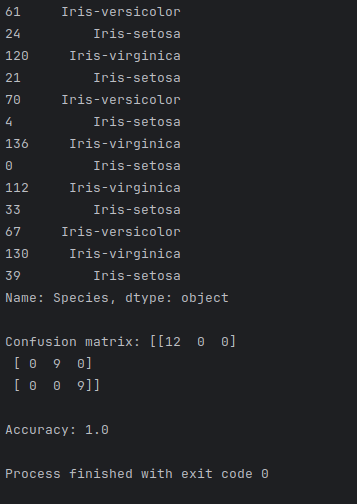 61     Iris-versicolor
24         Iris-setosa
120     Iris-virginica
21         Iris-setosa
70     Iris-versicolor
4          Iris-setosa
136     Iris-virginica
0          Iris-setosa
112     Iris-virginica
33         Iris-setosa
67     Iris-versicolor
130     Iris-virginica
39         Iris-setosa
Name: Species, dtype: object

Confusion matrix: [[12  0  0]
 [ 0  9  0]
 [ 0  0  9]]

Accuracy: 1.0

Process finished with exit code 0